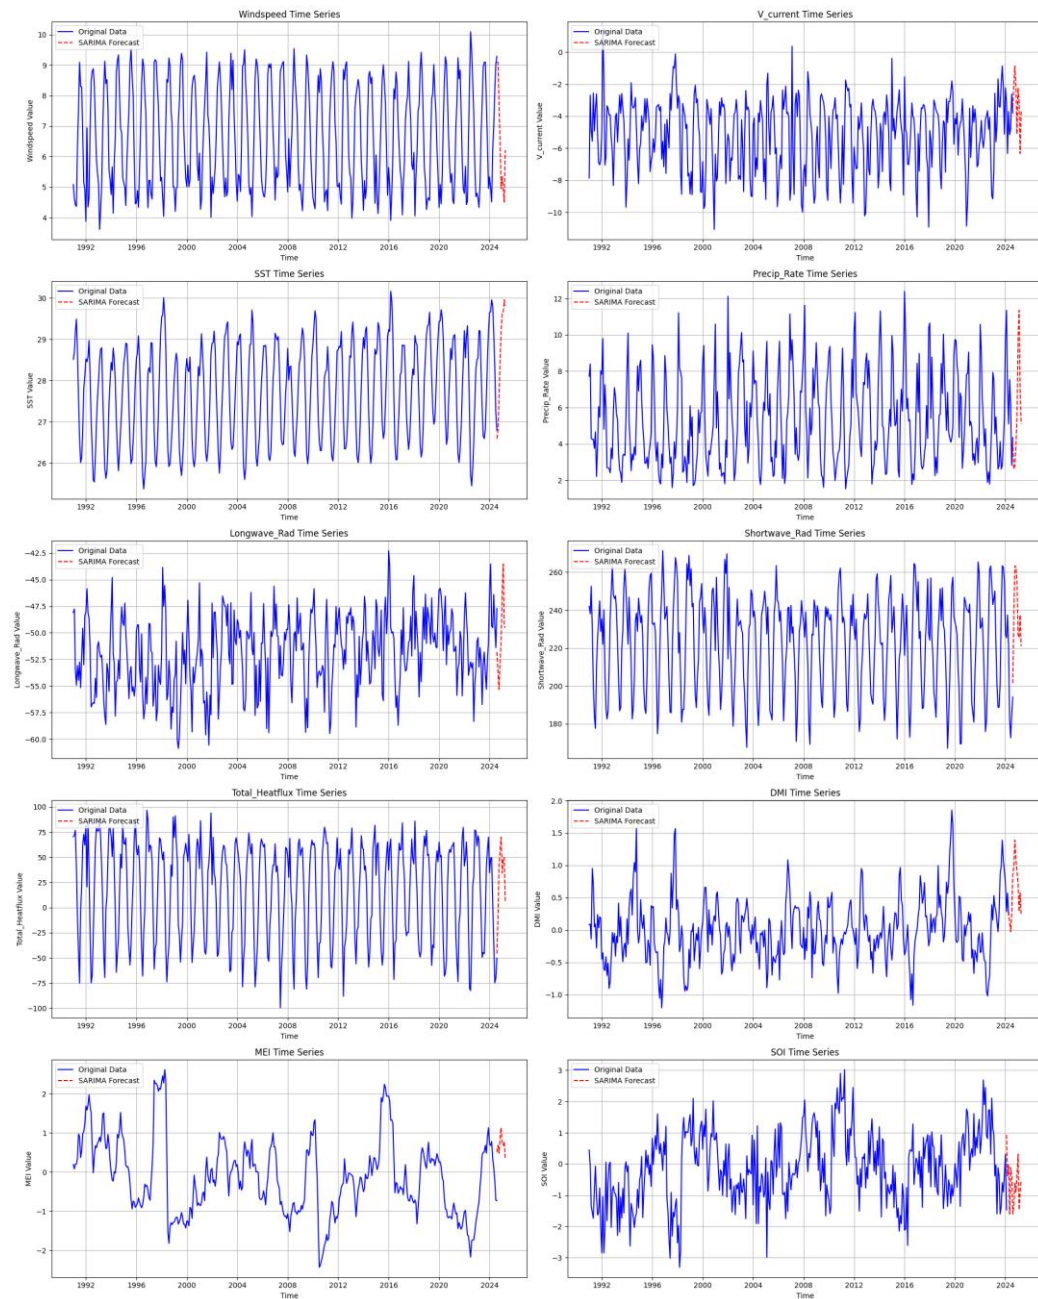 Windspeed Time Series
Original Data
SARIMA Forecast
Windspeed Value
10
9
8
7
6
5
4
1992 1996 2000 2004 2008 2012 2016 2020 2024
Time
V_current Time Series
Original Data
SARIMA Forecast
V_current Value
0
−2
−4
−6
−8
−10
1992 1996 2000 2004 2008 2012 2016 2020 2024
Time
SST Time Series
Original Data
SARIMA Forecast
SST Value
30
29
28
27
26
1992 1996 2000 2004 2008 2012 2016 2020 2024
Time
Precip_Rate Time Series
Original Data
SARIMA Forecast
Precip_Rate Value
12
10
8
6
4
2
1992 1996 2000 2004 2008 2012 2016 2020 2024
Time
Longwave_Rad Time Series
Original Data
SARIMA Forecast
Longwave_Rad Value
−42.5
−45.0
−47.5
−50.0
−52.5
−55.0
−57.5
−60.0
1992 1996 2000 2004 2008 2012 2016 2020 2024
Time
Shortwave_Rad Time Series
Original Data
SARIMA Forecast
Shortwave_Rad Value
260
240
220
200
180
1992 1996 2000 2004 2008 2012 2016 2020 2024
Time
Total_Heatflux Time Series
Original Data
SARIMA Forecast
Total_Heatflux Value
100
75
50
25
0
−25
−50
−75
−100
1992 1996 2000 2004 2008 2012 2016 2020 2024
Time
DMI Time Series
Original Data
SARIMA Forecast
DMI Value
2.0
1.5
1.0
0.5
0.0
−0.5
−1.0
1992 1996 2000 2004 2008 2012 2016 2020 2024
Time
MEI Time Series
Original Data
SARIMA Forecast
MEI Value
2
1
0
−1
−2
1992 1996 2000 2004 2008 2012 2016 2020 2024
Time
SOI Time Series
Original Data
SARIMA Forecast
SOI Value
3
2
1
0
−1
−2
−3
1992 1996 2000 2004 2008 2012 2016 2020 2024
Time